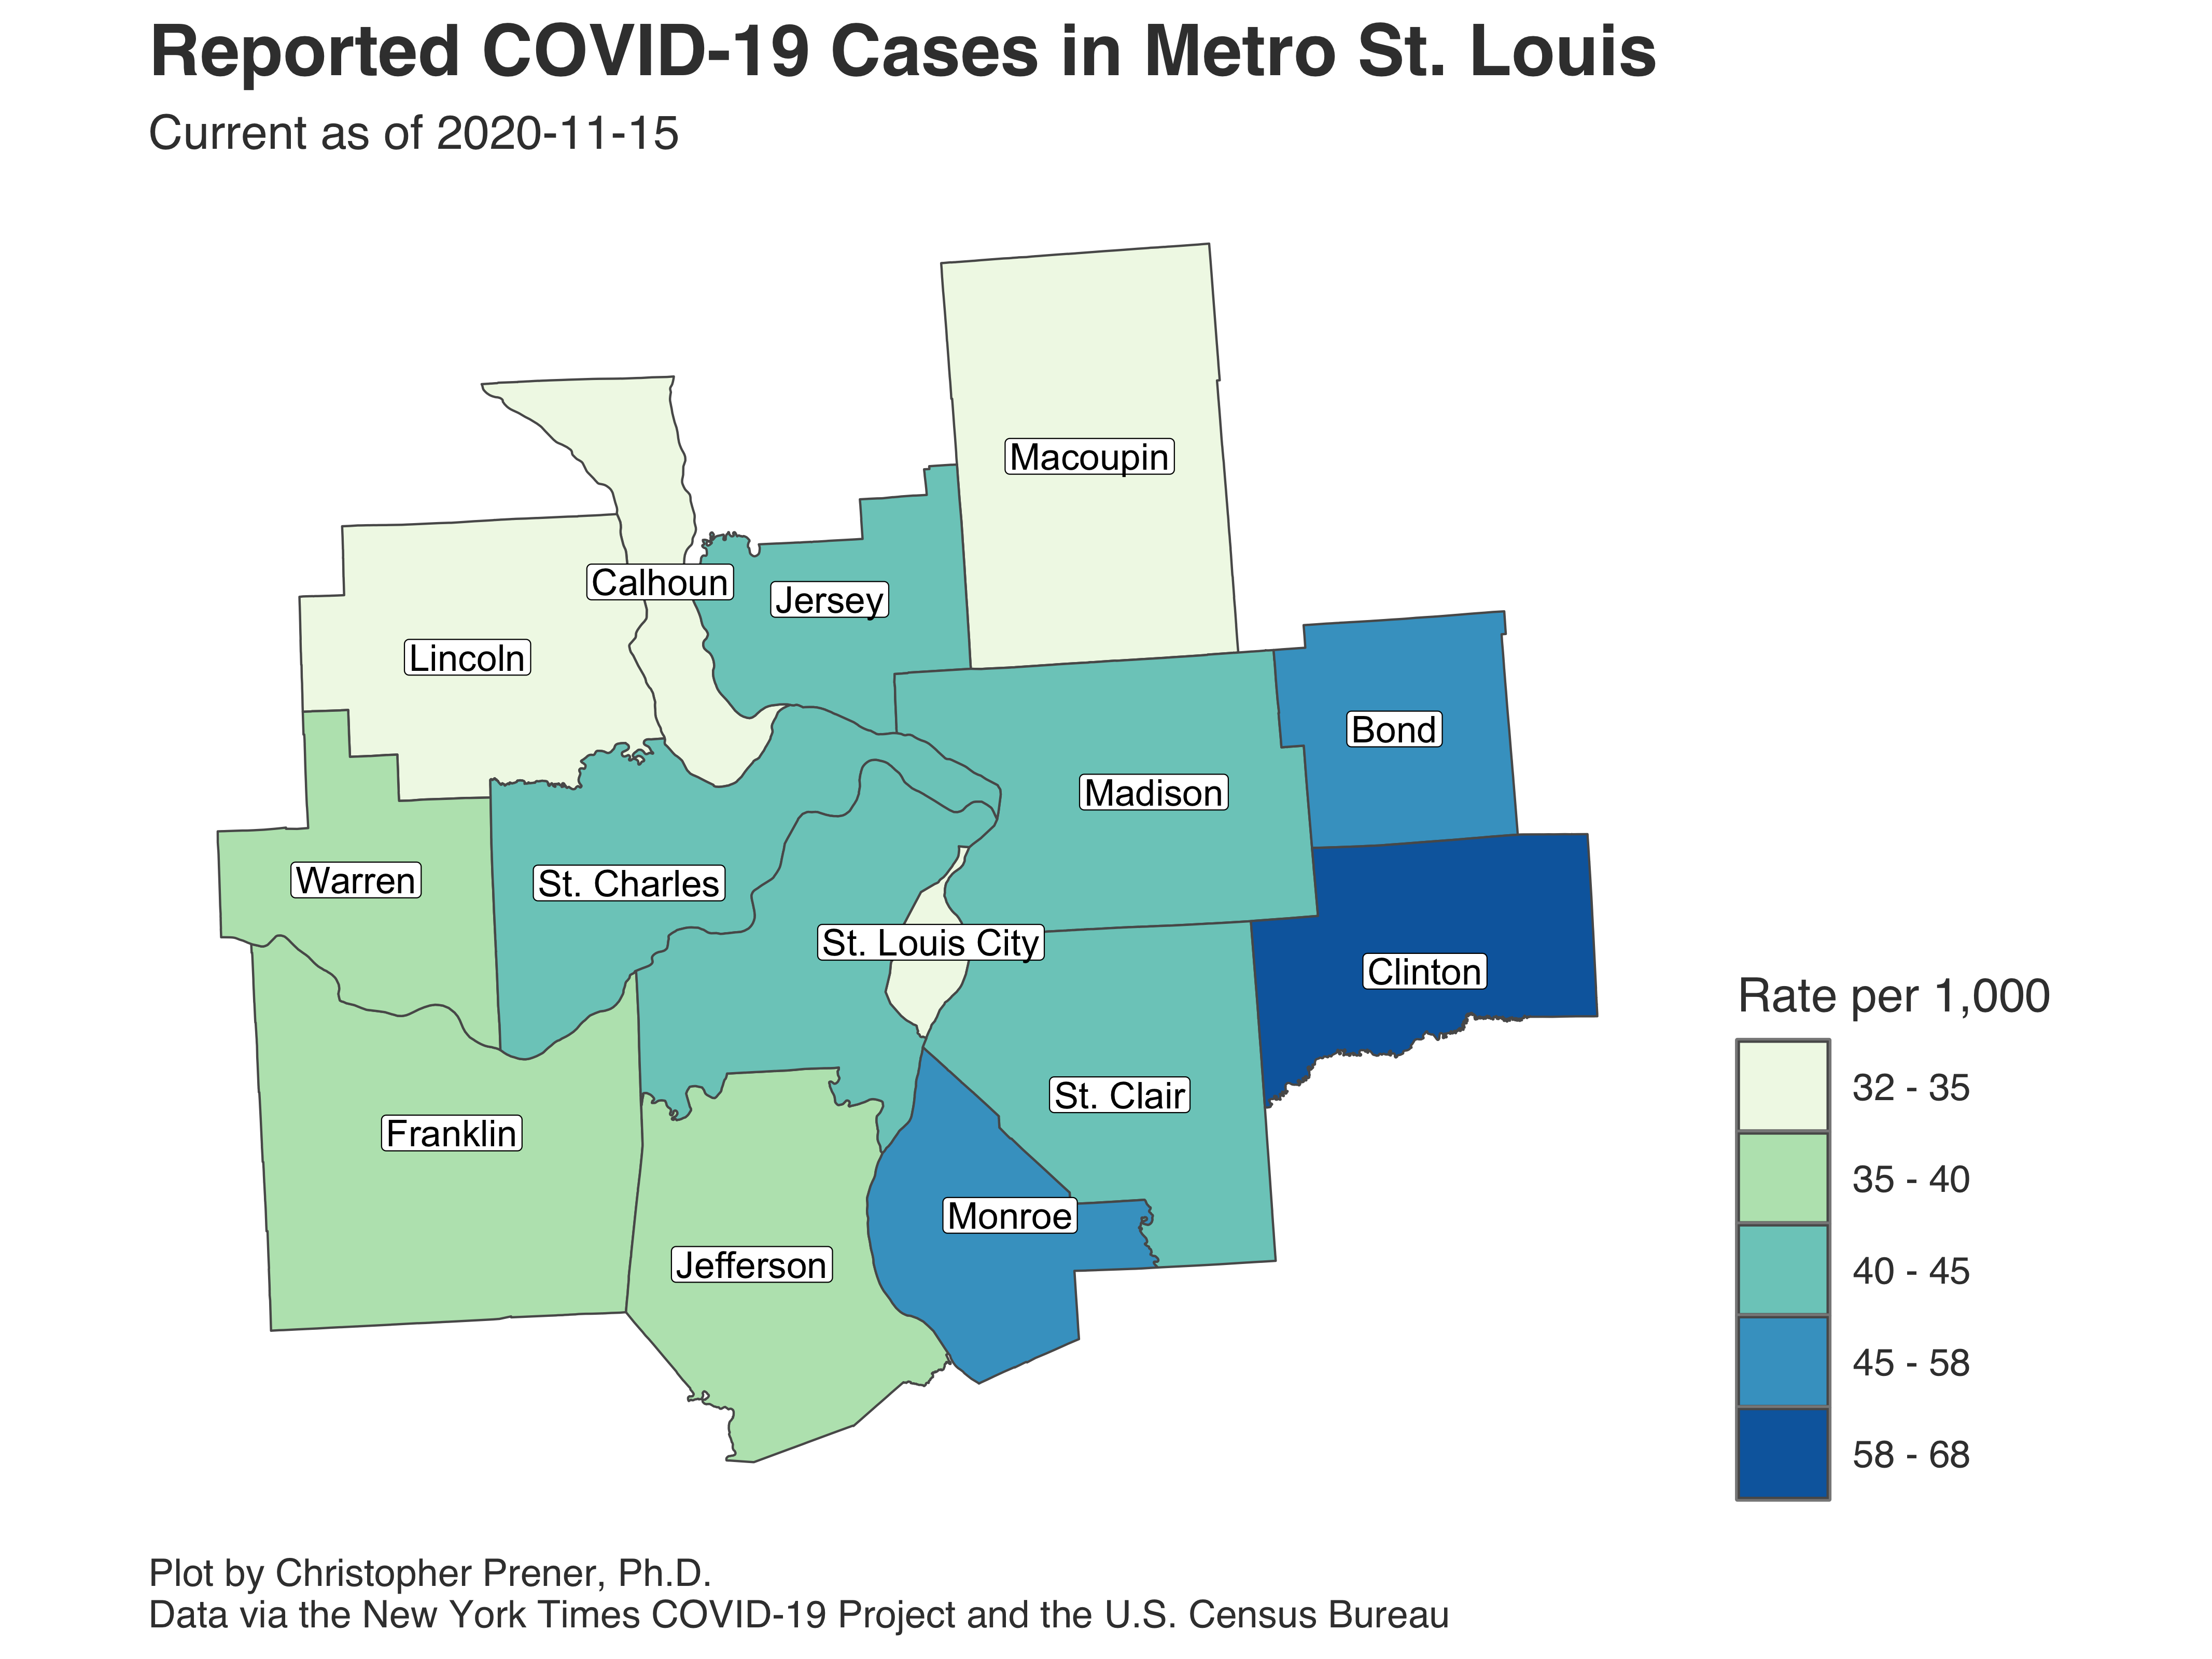 Reported COVID-19 Cases in Metro St. Louis
Current as of 2020-11-15
Macoupin
Calhoun
Jersey
Lincoln
Bond
Madison
Warren
St. Charles
St. Louis City
Clinton
St. Clair
Franklin
Monroe
Jefferson
Rate per 1,000
32 - 35
35 - 40
40 - 45
45 - 58
58 - 68
Plot by Christopher Prener, Ph.D.
Data via the New York Times COVID-19 Project and the U.S. Census Bureau